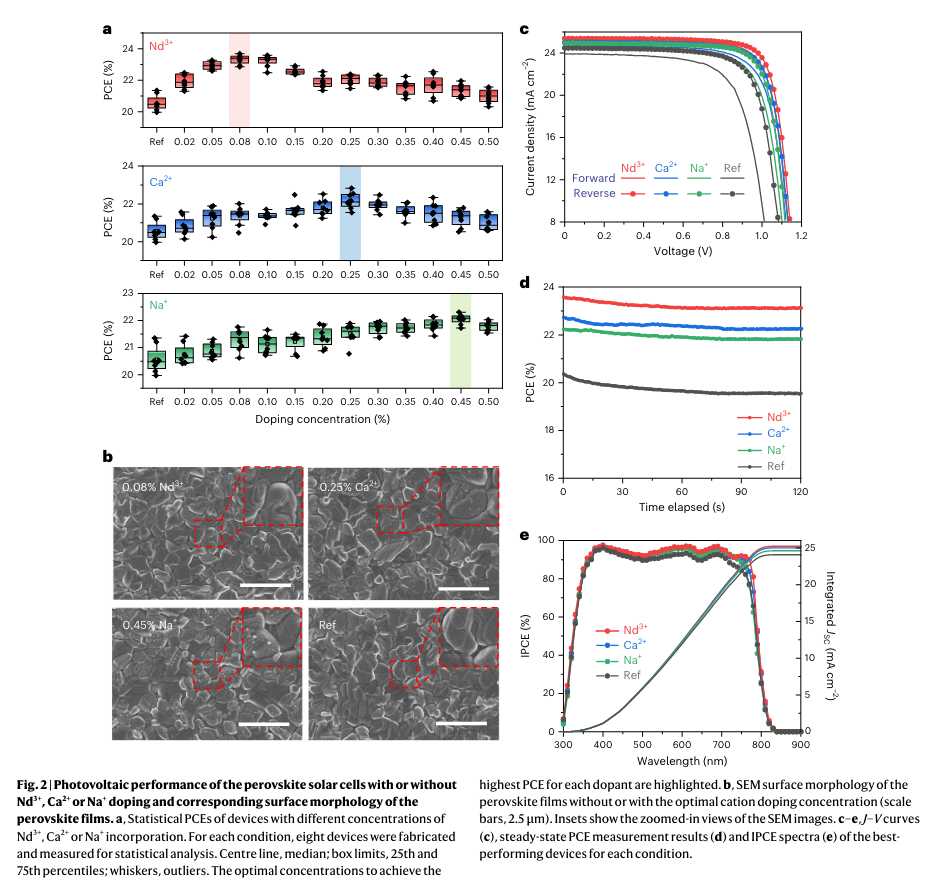 a
Nd3+
PCE (%)
24
22
20
Ref 0.02 0.05 0.08 0.10 0.15 0.20 0.25 0.30 0.35 0.40 0.45 0.50
Ca2+
PCE (%)
24
22
20
Ref 0.02 0.05 0.08 0.10 0.15 0.20 0.25 0.30 0.35 0.40 0.45 0.50
Na+
PCE (%)
23
22
21
20
Ref 0.02 0.05 0.08 0.10 0.15 0.20 0.25 0.30 0.35 0.40 0.45 0.50
Doping concentration (%)
b
0.08% Nd3+
0.25% Ca2+
0.45% Na+
Ref
c
Current density (mA cm−2)
24
20
16
12
8
Nd3+ Ca2+ Na+ Ref
Forward
Reverse
0 0.2 0.4 0.6 0.8 1.0 1.2
Voltage (V)
d
PCE (%)
24
22
20
18
16
Nd3+
Ca2+
Na+
Ref
0 30 60 90 120
Time elapsed (s)
e
IPCE (%)
100
80
60
40
20
0
Nd3+
Ca2+
Na+
Ref
25
20
15
10
5
0
Integrated JSC (mA cm−2)
300 400 500 600 700 800 900
Wavelength (nm)
Fig. 2 | Photovoltaic performance of the perovskite solar cells with or without
Nd3+, Ca2+ or Na+ doping and corresponding surface morphology of the
perovskite films. a, Statistical PCEs of devices with different concentrations of
Nd3+, Ca2+ or Na+ incorporation. For each condition, eight devices were fabricated
and measured for statistical analysis. Centre line, median; box limits, 25th and
75th percentiles; whiskers, outliers. The optimal concentrations to achieve the
highest PCE for each dopant are highlighted. b, SEM surface morphology of the
perovskite films without or with the optimal cation doping concentration (scale
bars, 2.5 μm). Insets show the zoomed-in views of the SEM images. c–e, J–V curves
(c), steady-state PCE measurement results (d) and IPCE spectra (e) of the best-
performing devices for each condition.